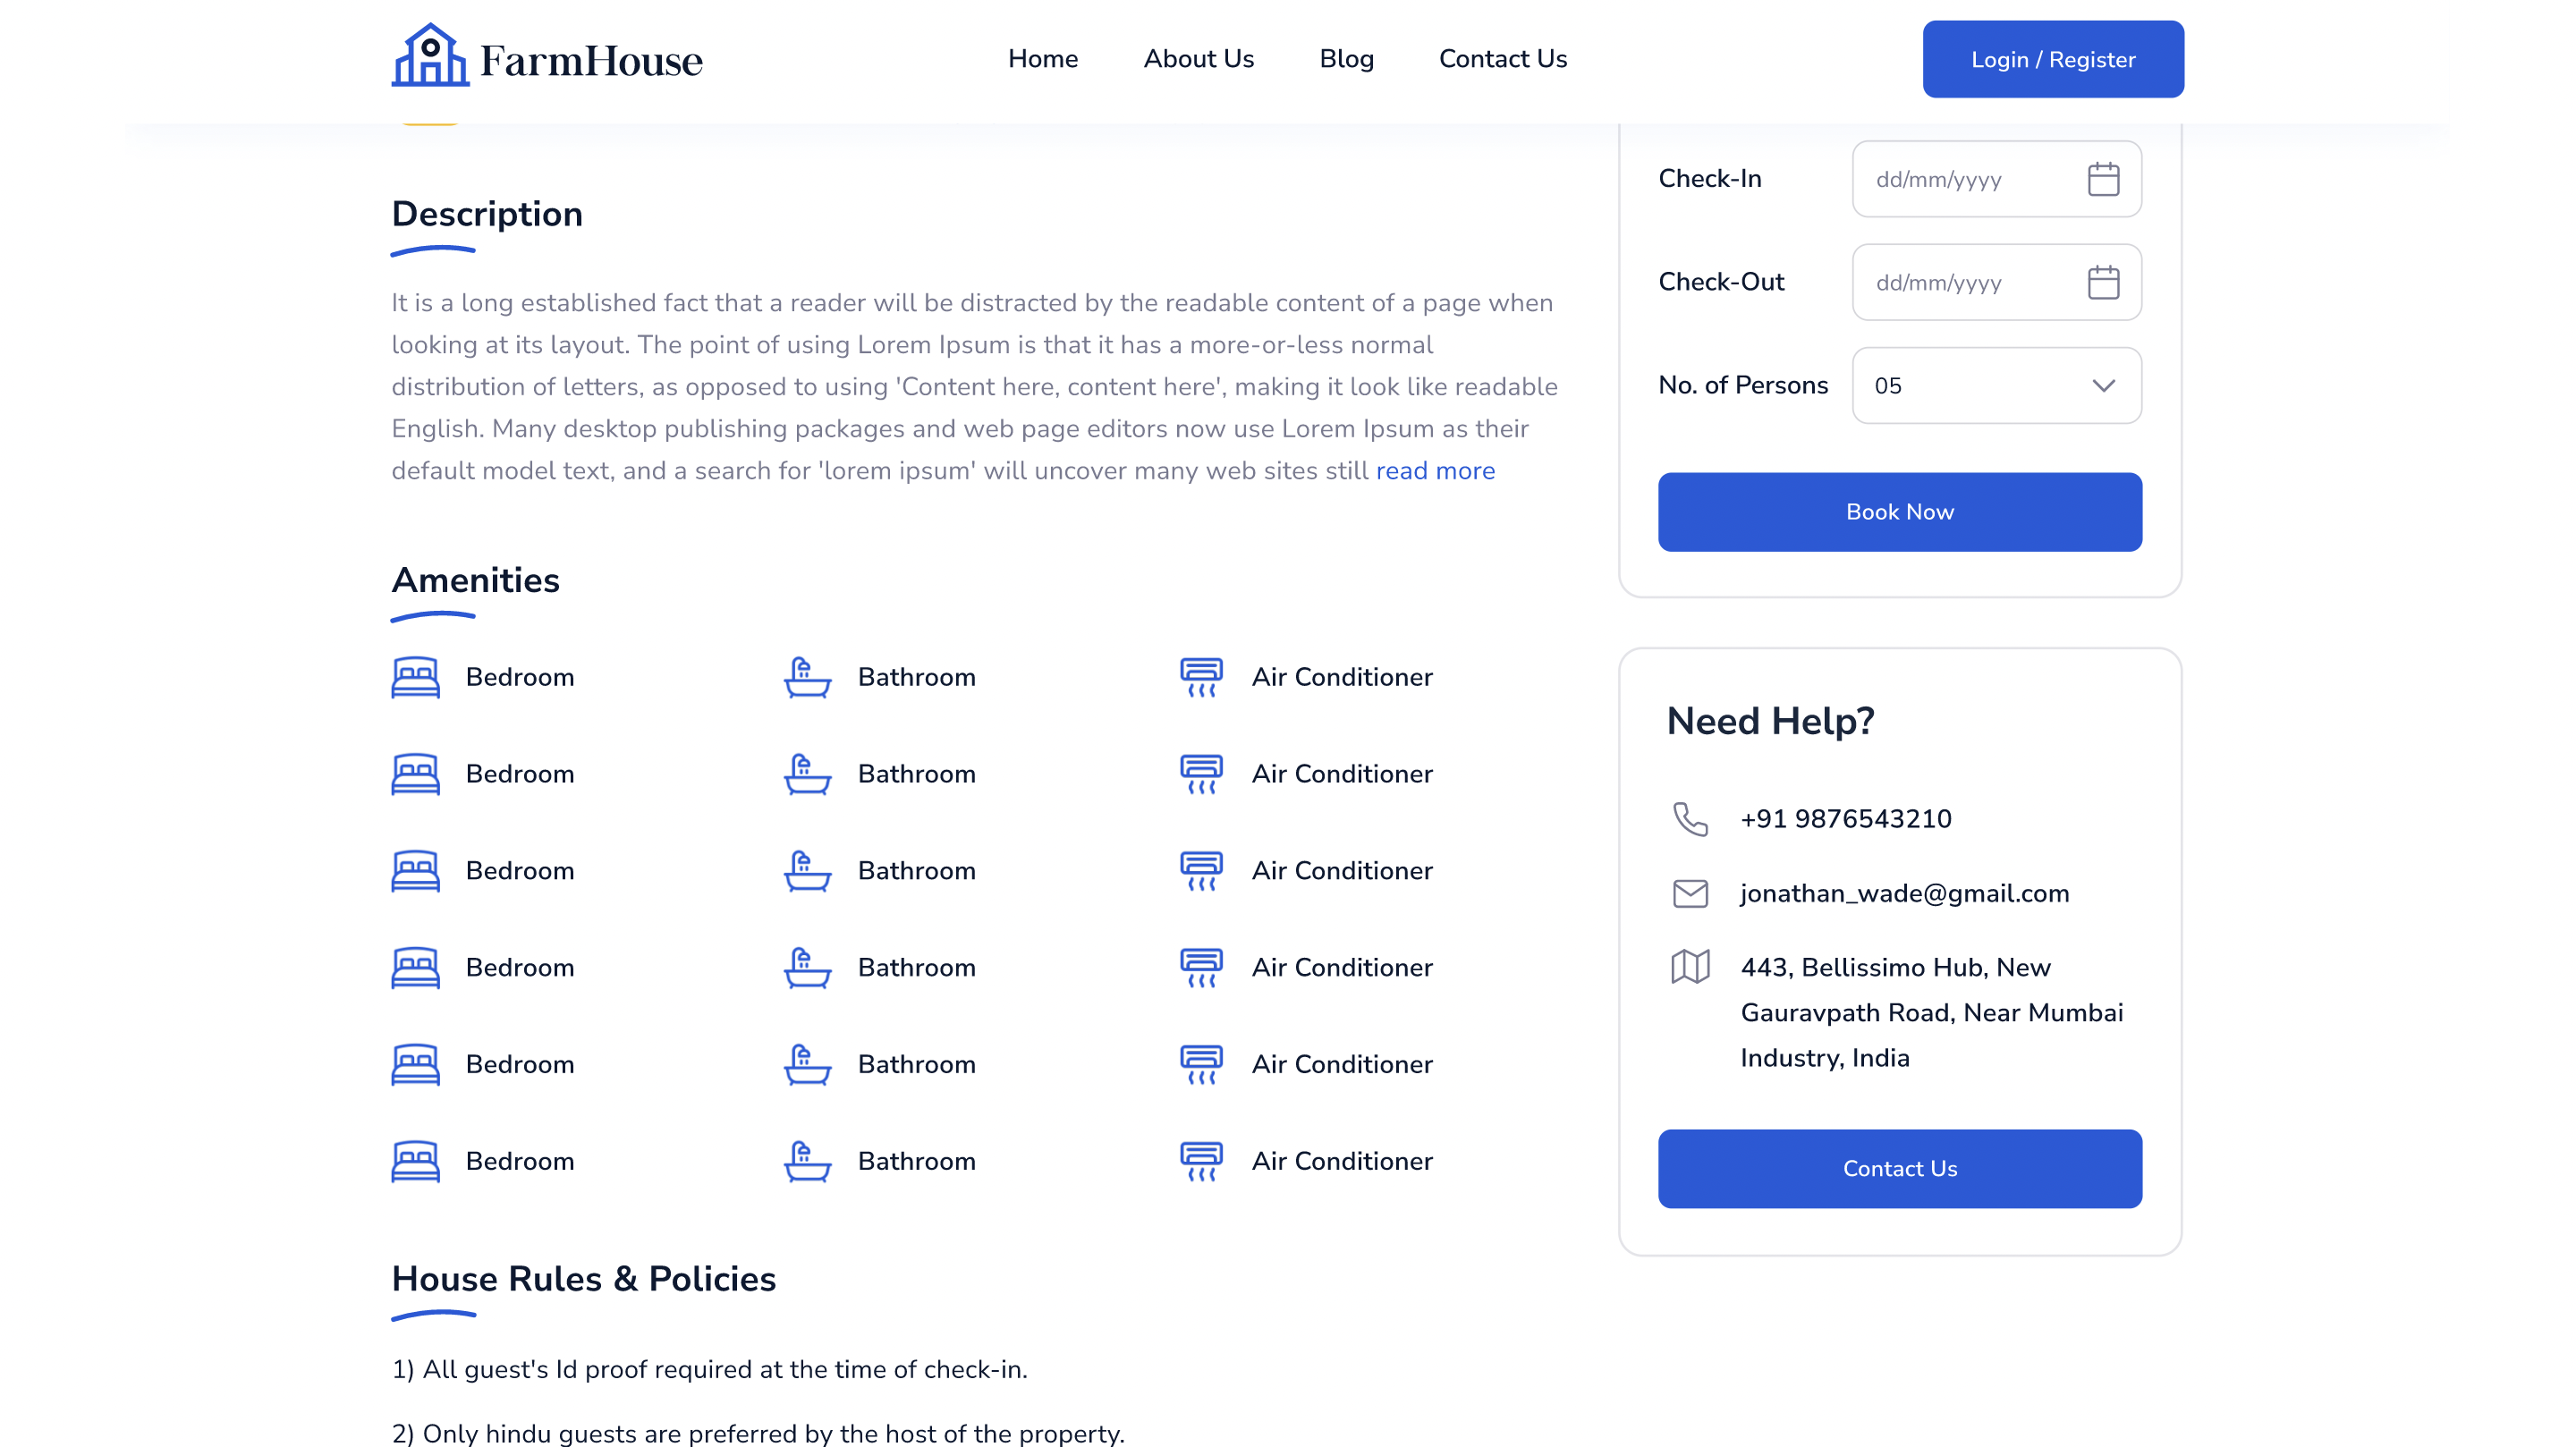 FarmHouse
Home
About Us
Blog
Contact Us
Login / Register
Description
It is a long established fact that a reader will be distracted by the readable content of a page when
looking at its layout. The point of using Lorem Ipsum is that it has a more-or-less normal
distribution of letters, as opposed to using 'Content here, content here', making it look like readable
English. Many desktop publishing packages and web page editors now use Lorem Ipsum as their
default model text, and a search for 'lorem ipsum' will uncover many web sites still read more
Amenities
Bedroom
Bathroom
Air Conditioner
Bedroom
Bathroom
Air Conditioner
Bedroom
Bathroom
Air Conditioner
Bedroom
Bathroom
Air Conditioner
Bedroom
Bathroom
Air Conditioner
Bedroom
Bathroom
Air Conditioner
House Rules & Policies
1) All guest's Id proof required at the time of check-in.
2) Only hindu guests are preferred by the host of the property.
Check-In
dd/mm/yyyy
Check-Out
dd/mm/yyyy
No. of Persons
05
Book Now
Need Help?
+91 9876543210
jonathan_wade@gmail.com
443, Bellissimo Hub, New
Gauravpath Road, Near Mumbai
Industry, India
Contact Us